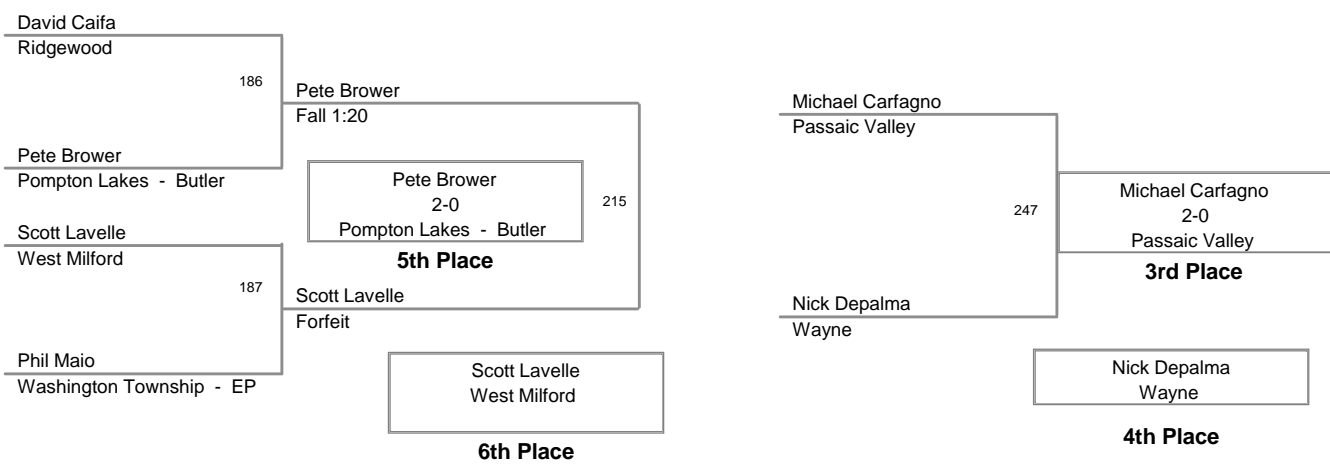 David Caifa
Ridgewood
186
Pete Brower
Fall 1:20
Pete Brower
Pompton Lakes - Butler
Pete Brower
2-0
Pompton Lakes - Butler
5th Place
215
Scott Lavelle
West Milford
187
Scott Lavelle
Forfeit
Phil Maio
Washington Township - EP
Scott Lavelle
West Milford
6th Place
Michael Carfagno
Passaic Valley
247
Michael Carfagno
2-0
Passaic Valley
3rd Place
Nick Depalma
Wayne
Nick Depalma
Wayne
4th Place